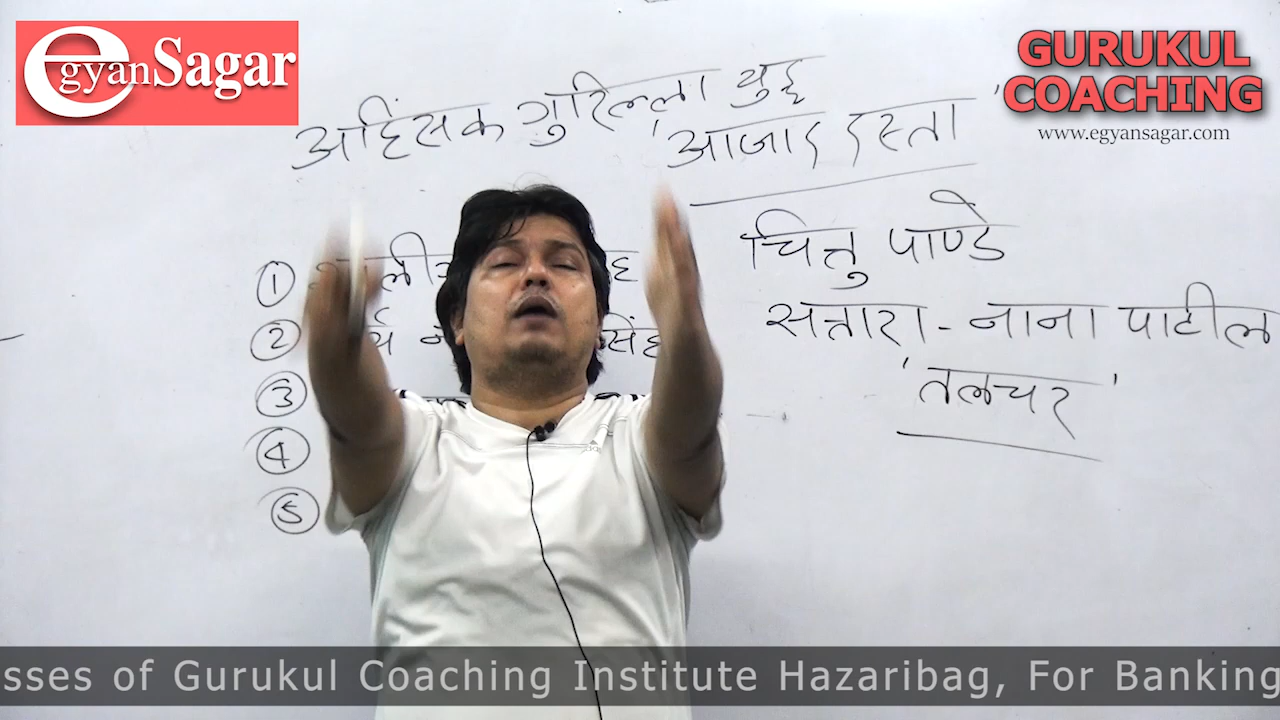 egyanSagar
GURUKUL
COACHING
www.egyansagar.com
अहिंसक गुरिल्ला युद्ध
'आजाद दस्ता'
चित्तु पाण्डे
सत्तारा - नाना पाटील
'तलचर'
①
②
③
④
⑤
sses of Gurukul Coaching Institute Hazaribag, For Banking